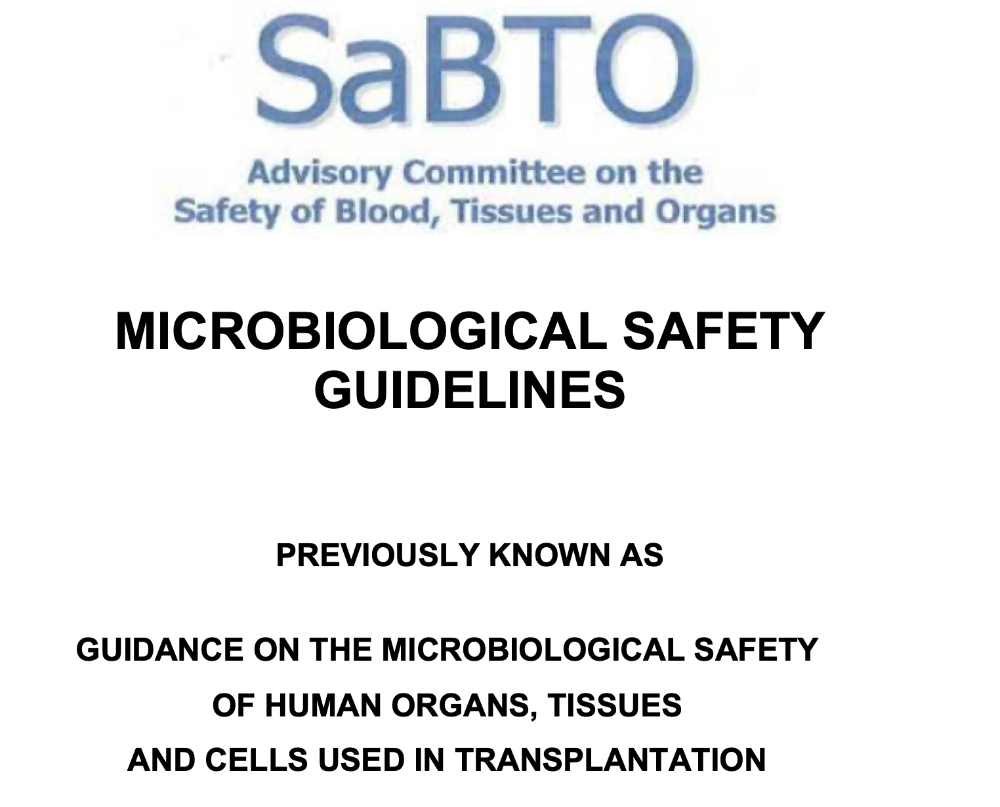 SaBTO
Advisory Committee on the
Safety of Blood, Tissues and Organs
MICROBIOLOGICAL SAFETY
GUIDELINES
PREVIOUSLY KNOWN AS
GUIDANCE ON THE MICROBIOLOGICAL SAFETY
OF HUMAN ORGANS, TISSUES
AND CELLS USED IN TRANSPLANTATION